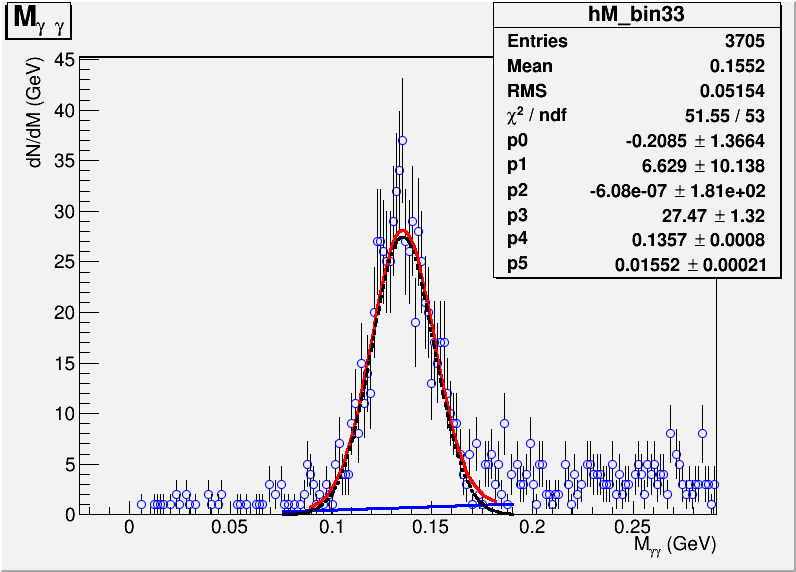 Mγ γ
hM_bin33
Entries 3705
Mean 0.1552
RMS 0.05154
χ² / ndf 51.55 / 53
p0 -0.2085 ± 1.3664
p1 6.629 ± 10.138
p2 -6.08e-07 ± 1.81e+02
p3 27.47 ± 1.32
p4 0.1357 ± 0.0008
p5 0.01552 ± 0.00021
dN/dM (GeV)
45
40
35
30
25
20
15
10
5
0
0 0.05 0.1 0.15 0.2 0.25
Mγγ (GeV)